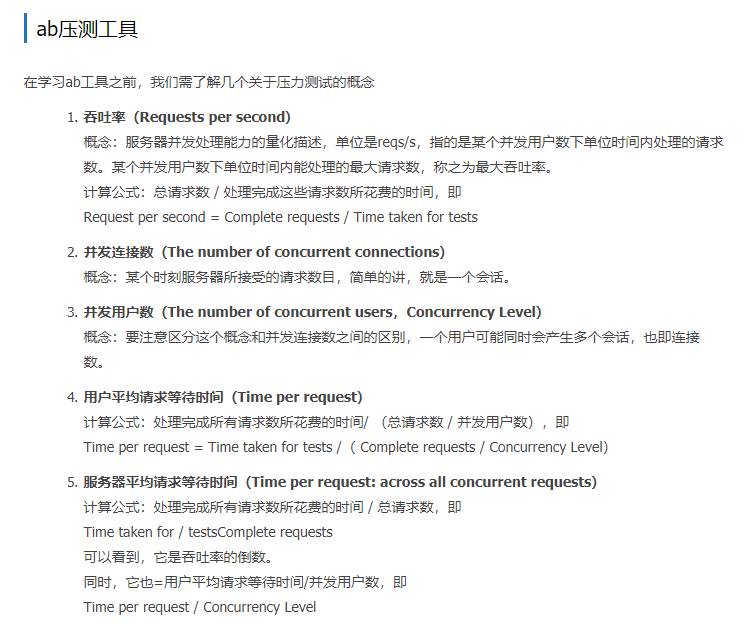 ab压测工具
在学习ab工具之前，我们需了解几个关于压力测试的概念
1. 吞吐率（Requests per second）
概念：服务器并发处理能力的量化描述，单位是reqs/s，指的是某个并发用户数下单位时间内处理的请求
数。某个并发用户数下单位时间内能处理的最大请求数，称之为最大吞吐率。
计算公式：总请求数 / 处理完成这些请求数所花费的时间，即
Request per second = Complete requests / Time taken for tests
2. 并发连接数（The number of concurrent connections）
概念：某个时刻服务器所接受的请求数目，简单的讲，就是一个会话。
3. 并发用户数（The number of concurrent users，Concurrency Level）
概念：要注意区分这个概念和并发连接数之间的区别，一个用户可能同时会产生多个会话，也即连接
数。
4. 用户平均请求等待时间（Time per request）
计算公式：处理完成所有请求数所花费的时间/ （总请求数 / 并发用户数），即
Time per request = Time taken for tests /（ Complete requests / Concurrency Level）
5. 服务器平均请求等待时间（Time per request: across all concurrent requests）
计算公式：处理完成所有请求数所花费的时间 / 总请求数，即
Time taken for / testsComplete requests
可以看到，它是吞吐率的倒数。
同时，它也=用户平均请求等待时间/并发用户数，即
Time per request / Concurrency Level